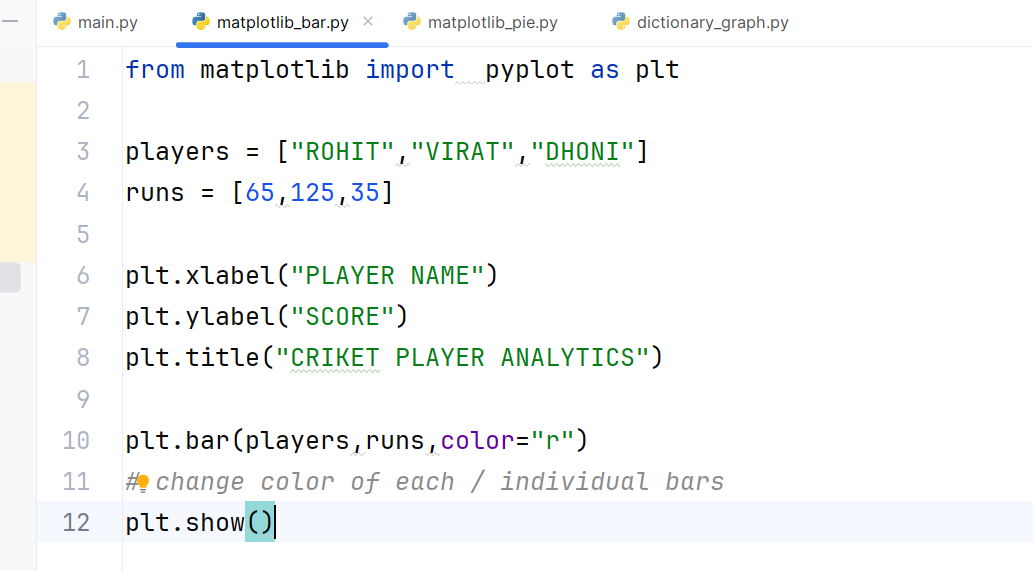 main.py matplotlib_bar.py matplotlib_pie.py dictionary_graph.py
1 from matplotlib import  pyplot as plt
2
3 players = ["ROHIT","VIRAT","DHONI"]
4 runs = [65,125,35]
5
6 plt.xlabel("PLAYER NAME")
7 plt.ylabel("SCORE")
8 plt.title("CRIKET PLAYER ANALYTICS")
9
10 plt.bar(players,runs,color="r")
11 # change color of each / individual bars
12 plt.show()